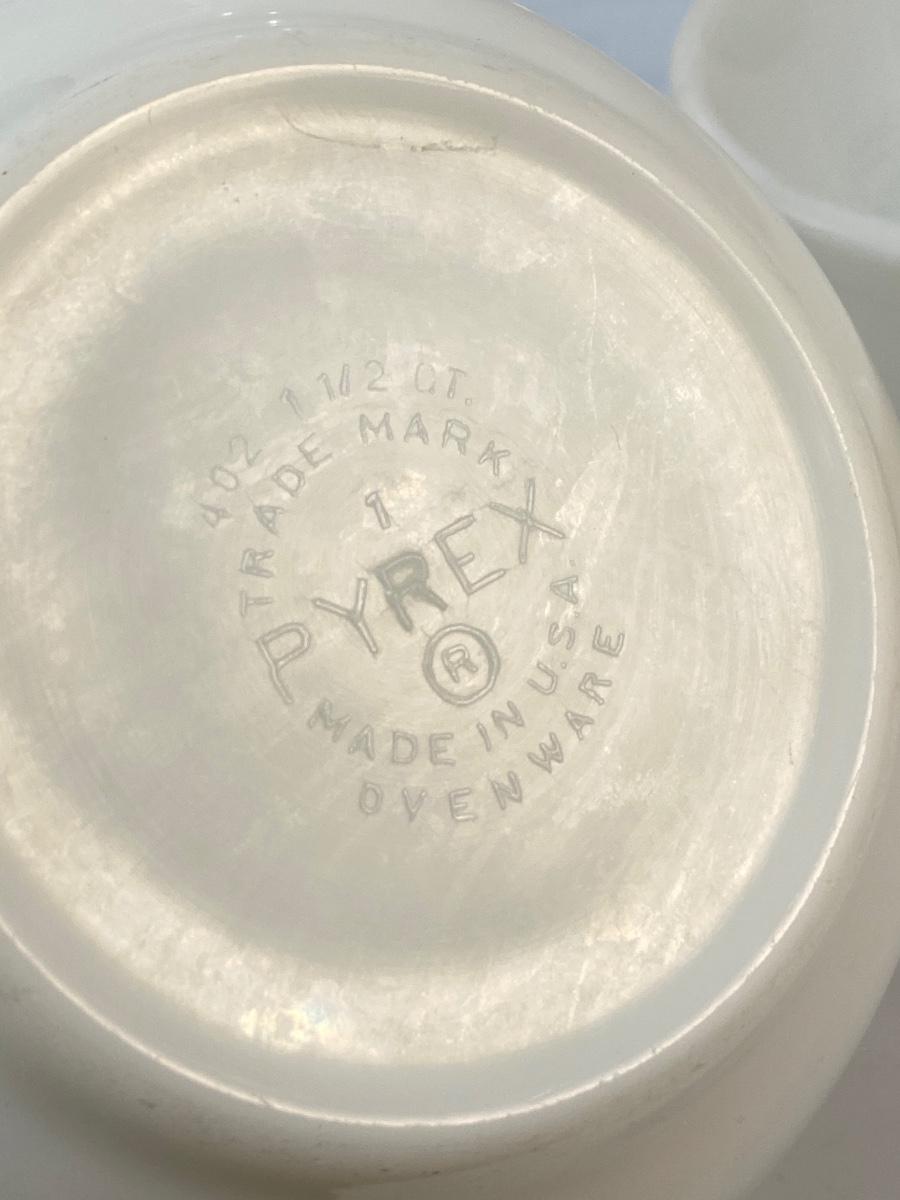 402 1 1/2 QT.
TRADE MARK
1
PYREX
®
MADE IN U.S.A.
OVENWARE